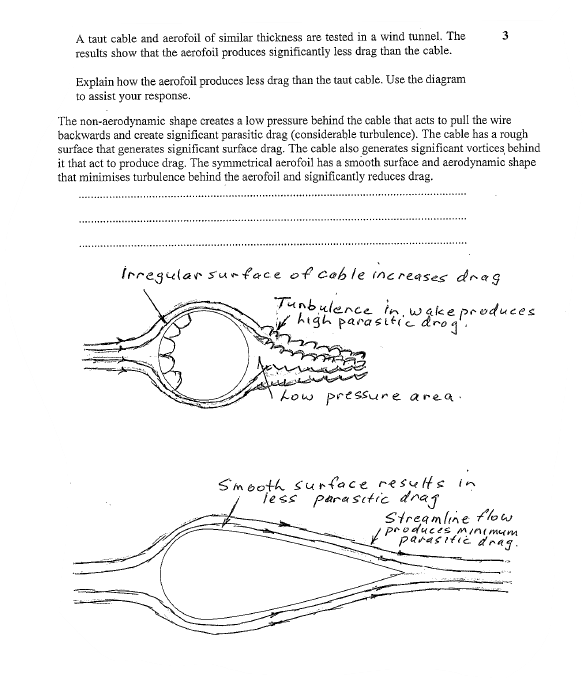 A taut cable and aerofoil of similar thickness are tested in a wind tunnel. The 3
results show that the aerofoil produces significantly less drag than the cable.
Explain how the aerofoil produces less drag than the taut cable. Use the diagram
to assist your response.
The non-aerodynamic shape creates a low pressure behind the cable that acts to pull the wire
backwards and create significant parasitic drag (considerable turbulence). The cable has a rough
surface that generates significant surface drag. The cable also generates significant vortices behind
it that act to produce drag. The symmetrical aerofoil has a smooth surface and aerodynamic shape
that minimises turbulence behind the aerofoil and significantly reduces drag.
Irregular surface of cable increases drag
Turbulence in wake produces
high parasitic drag.
Low pressure area.
Smooth surface results in
less parasitic drag
Streamline flow
produces minimum
parasitic drag.